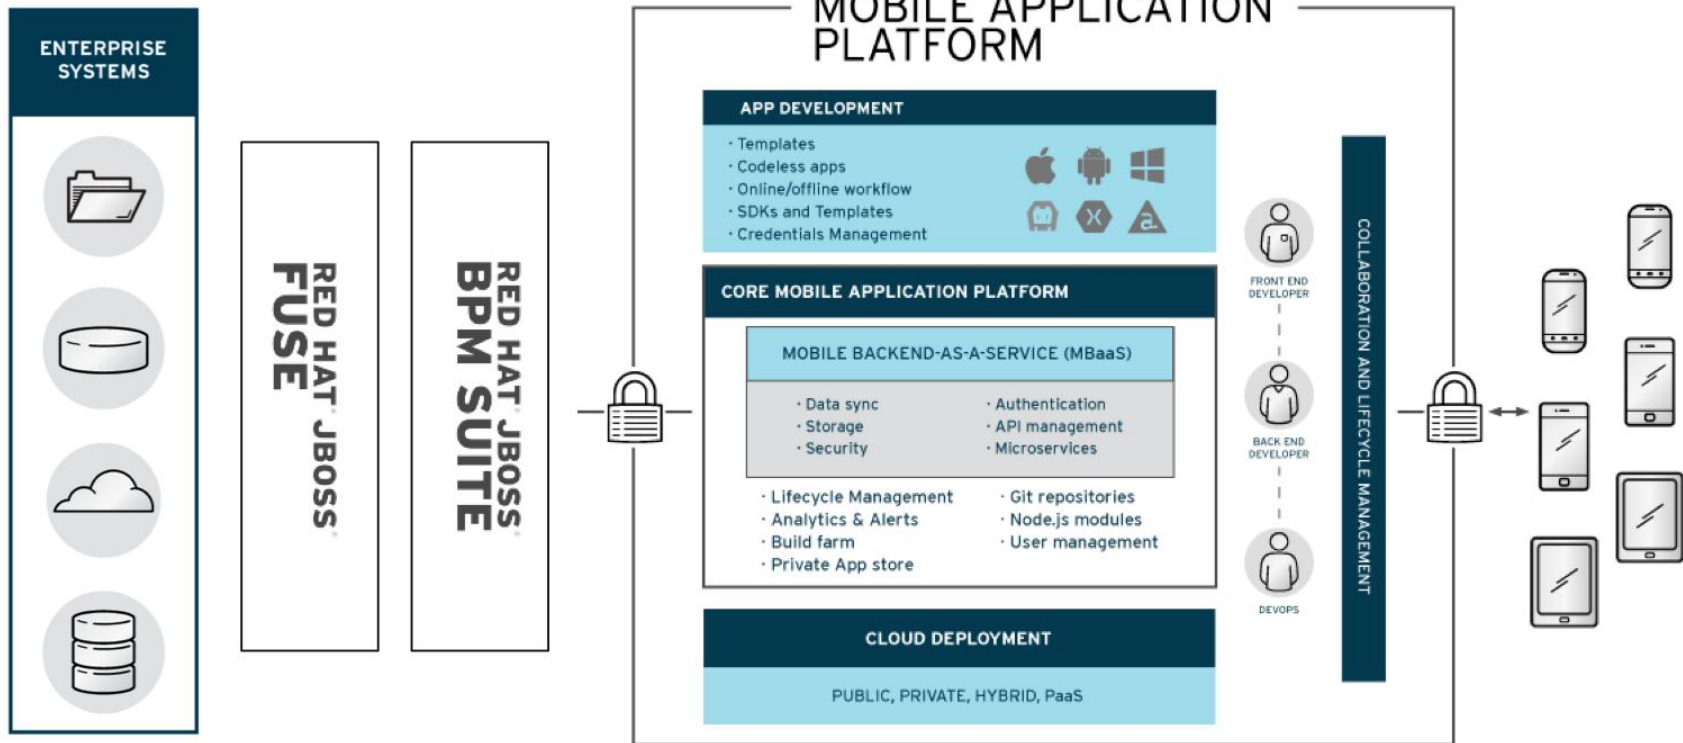 MOBILE APPLICATION
PLATFORM
ENTERPRISE
SYSTEMS
RED HAT® JBOSS®
FUSE
RED HAT® JBOSS®
BPM SUITE
APP DEVELOPMENT
· Templates
· Codeless apps
· Online/offline workflow
· SDKs and Templates
· Credentials Management
CORE MOBILE APPLICATION PLATFORM
MOBILE BACKEND-AS-A-SERVICE (MBaaS)
· Data sync
· Storage
· Security
· Authentication
· API management
· Microservices
· Lifecycle Management
· Analytics & Alerts
· Build farm
· Private App store
· Git repositories
· Node.js modules
· User management
CLOUD DEPLOYMENT
PUBLIC, PRIVATE, HYBRID, PaaS
FRONT END
DEVELOPER
BACK END
DEVELOPER
DEVOPS
COLLABORATION AND LIFECYCLE MANAGEMENT